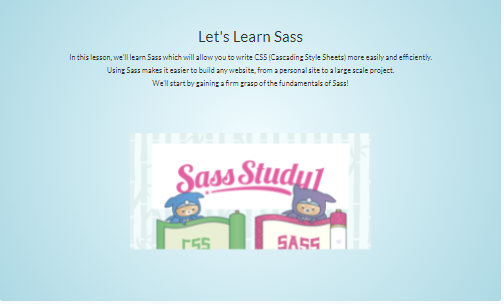 Let's Learn Sass
In this lesson, we'll learn Sass which will allow you to write CSS (Cascading Style Sheets) more easily and efficiently.
Using Sass makes it easier to build any website, from a personal site to a large scale project.
We'll start by gaining a firm grasp of the fundamentals of Sass!
Sass Study1
CSS
SASS